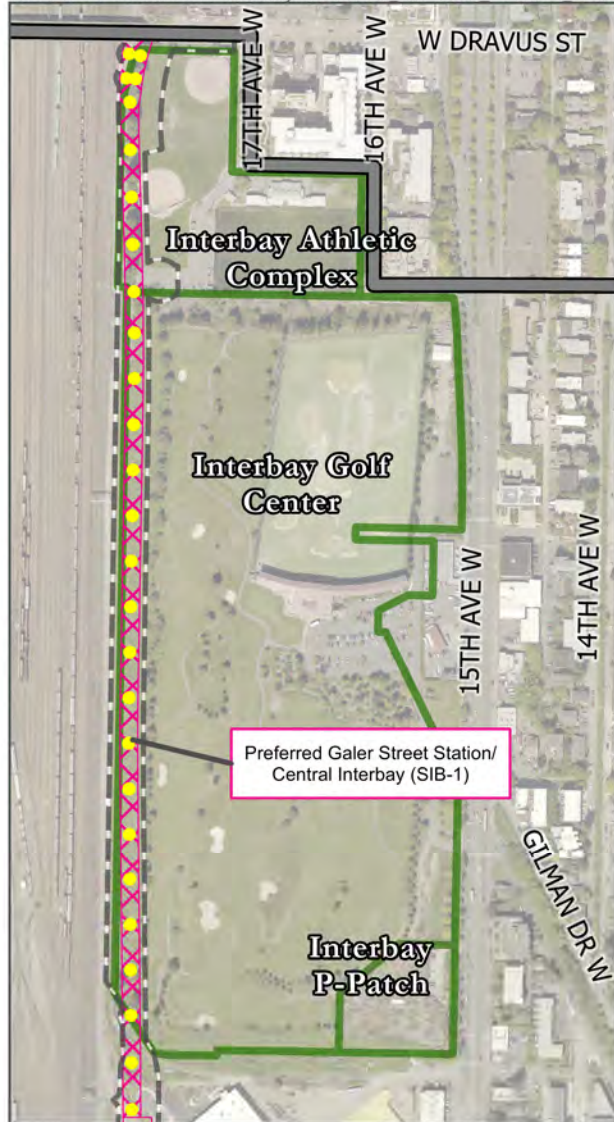 W DRAVUS ST
17TH AVE W
16TH AVE W
Interbay Athletic
Complex
Interbay Golf
Center
15TH AVE W
14TH AVE W
Preferred Galer Street Station/
Central Interbay (SIB-1)
GILMAN DR W
Interbay
P-Patch